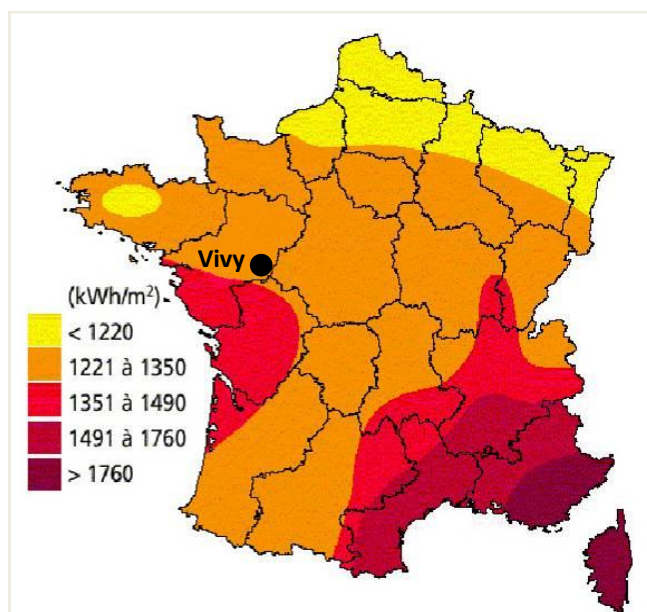 Vivy
(kWh/m²)
< 1220
1221 à 1350
1351 à 1490
1491 à 1760
> 1760